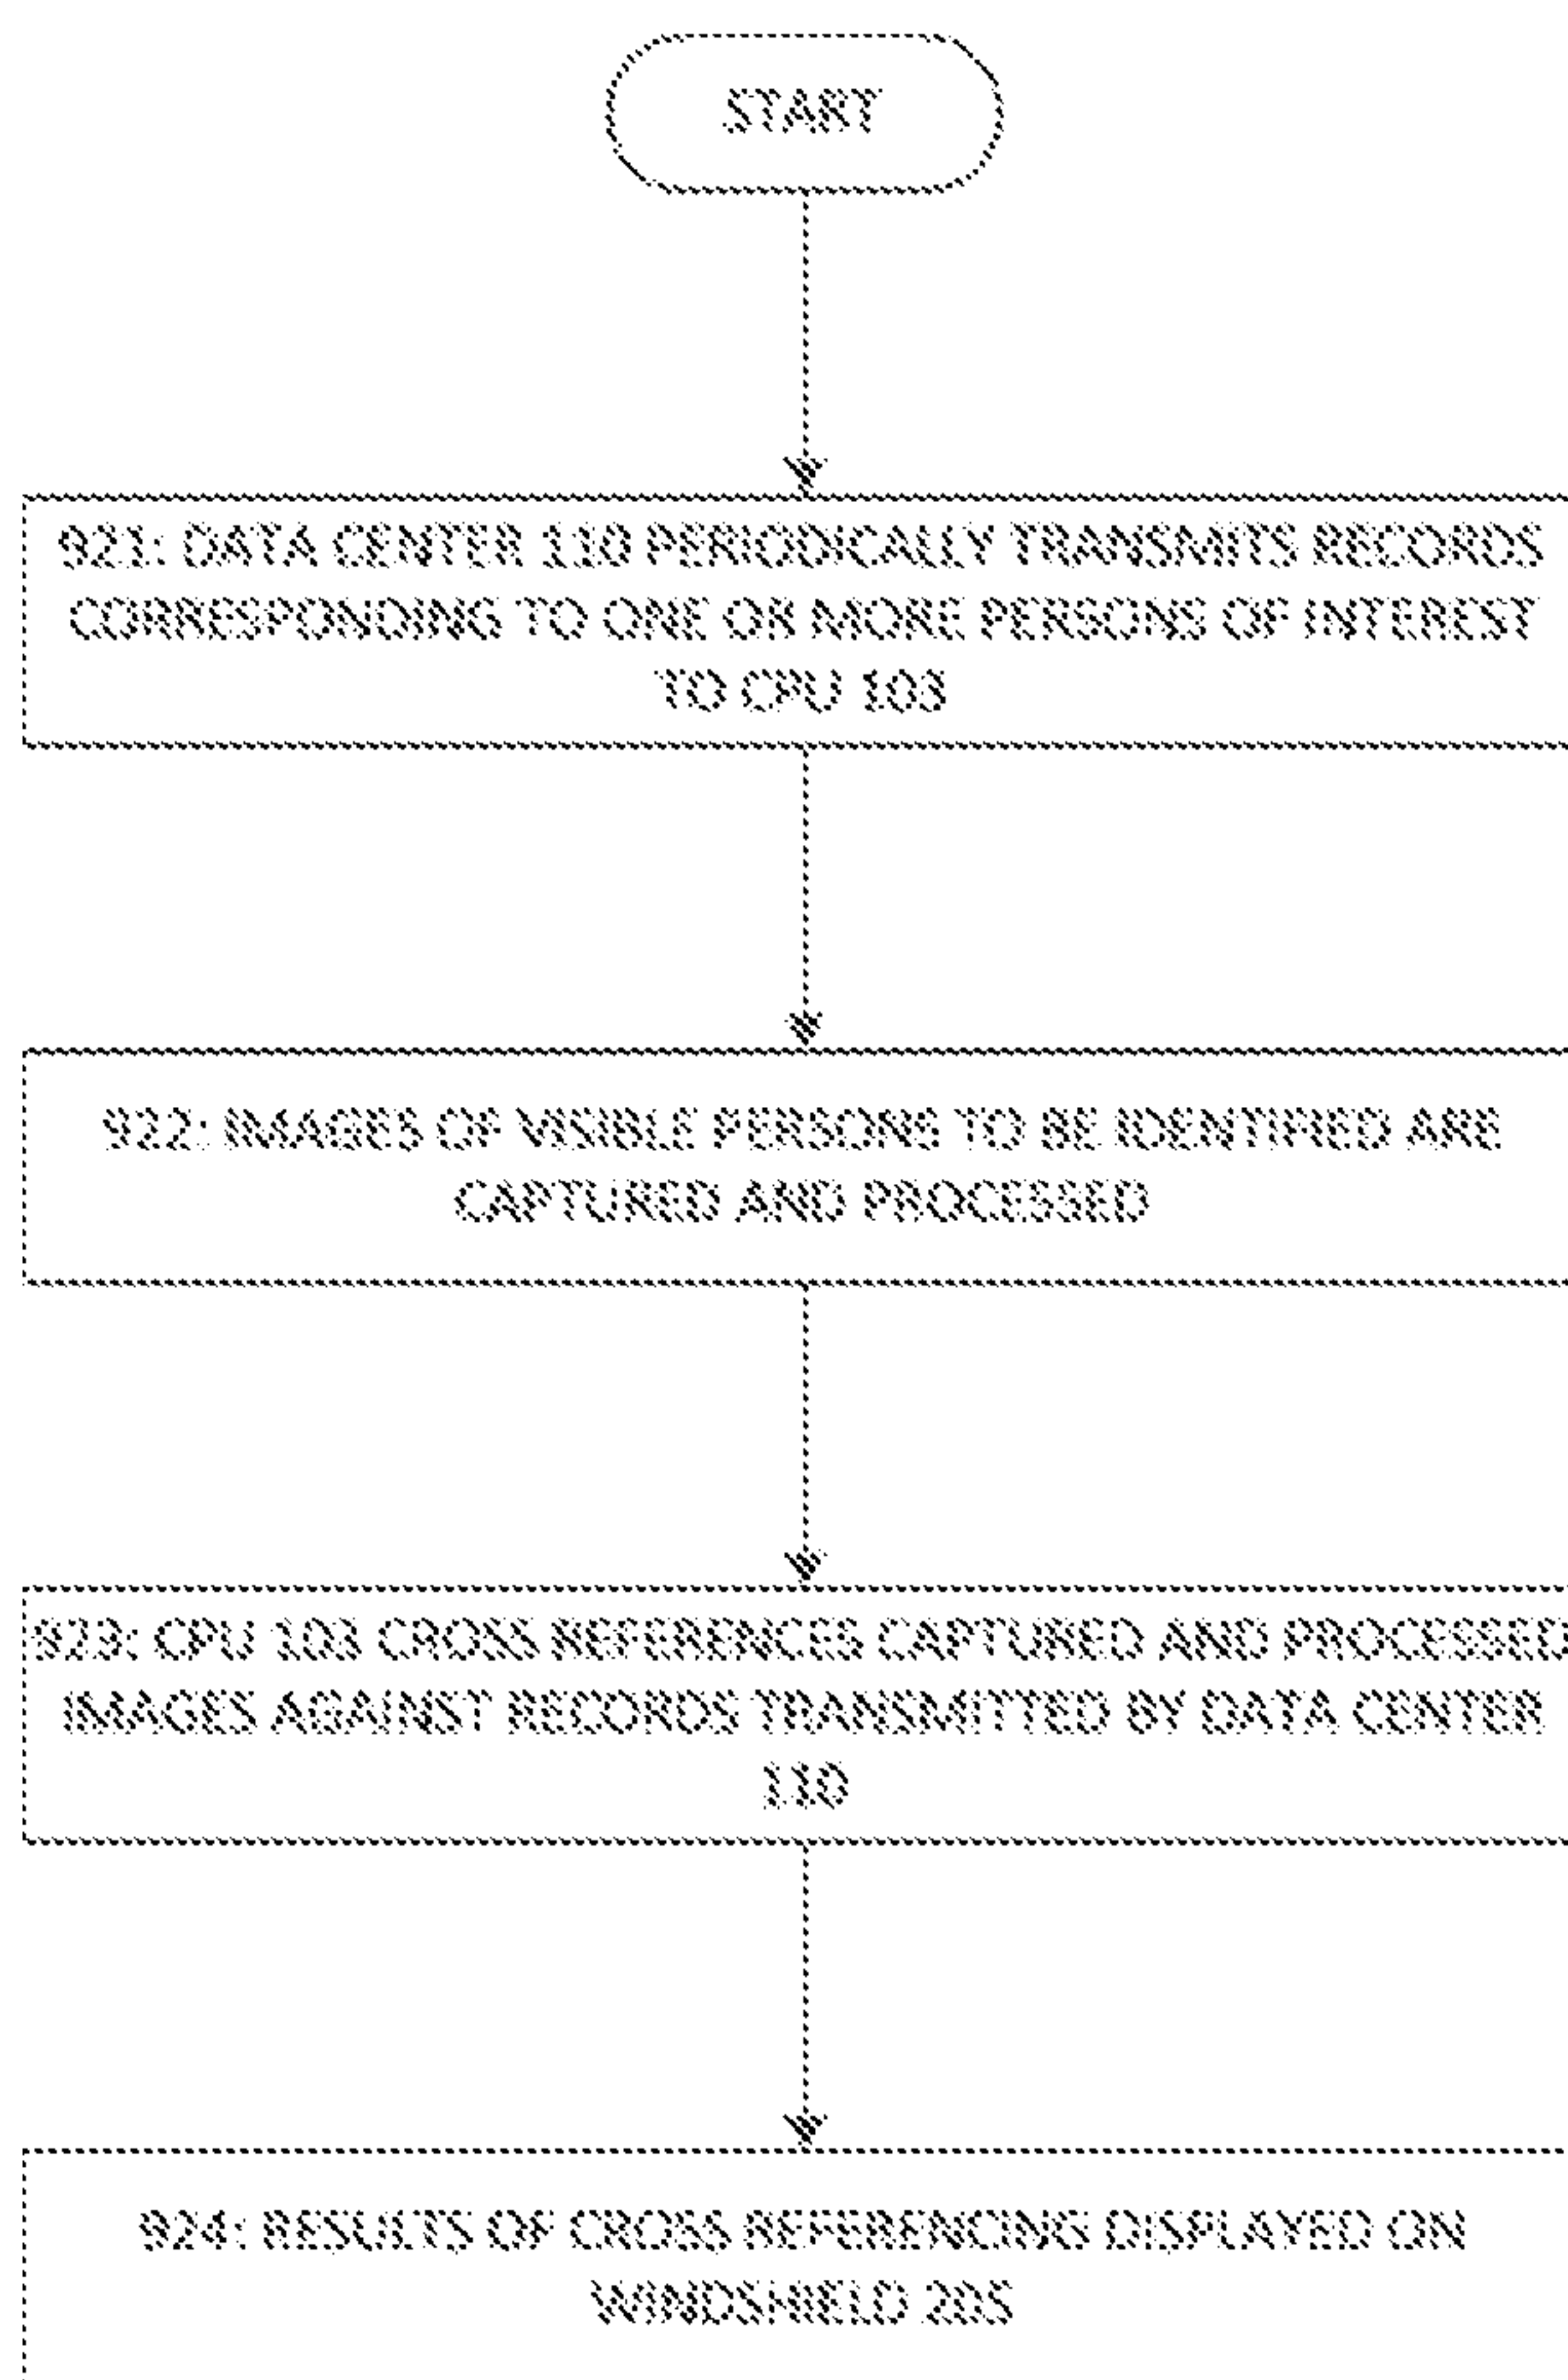 START
921: DATA CENTER 110 PERIODICALLY TRANSMITS RECORDS
CORRESPONDING TO ONE OR MORE PERSONS OF INTEREST
TO CPU 103
922: IMAGES OF VISIBLE PERSONS TO BE IDENTIFIED ARE
CAPTURED AND PROCESSED
923: CPU 103 CROSS REFERENCES CAPTURED AND PROCESSED
IMAGES AGAINST RECORDS TRANSMITTED BY DATA CENTER
110
924: RESULTS OF CROSS REFERENCING DISPLAYED ON
WINDSHIELD 205